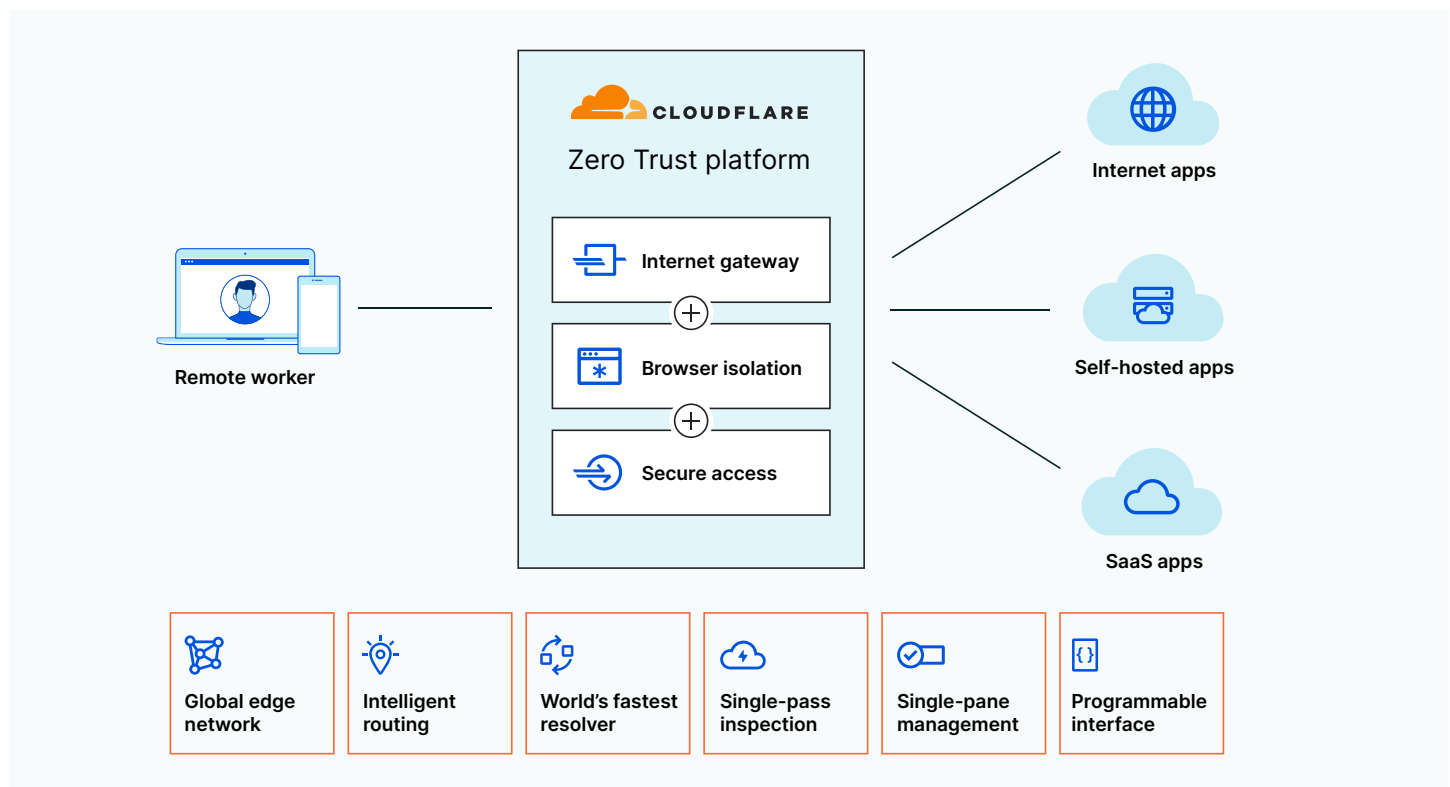 CLOUDFLARE
Zero Trust platform
Internet gateway
Browser isolation
Secure access
Remote worker
Internet apps
Self-hosted apps
SaaS apps
Global edge
network
Intelligent
routing
World’s fastest
resolver
Single-pass
inspection
Single-pane
management
Programmable
interface